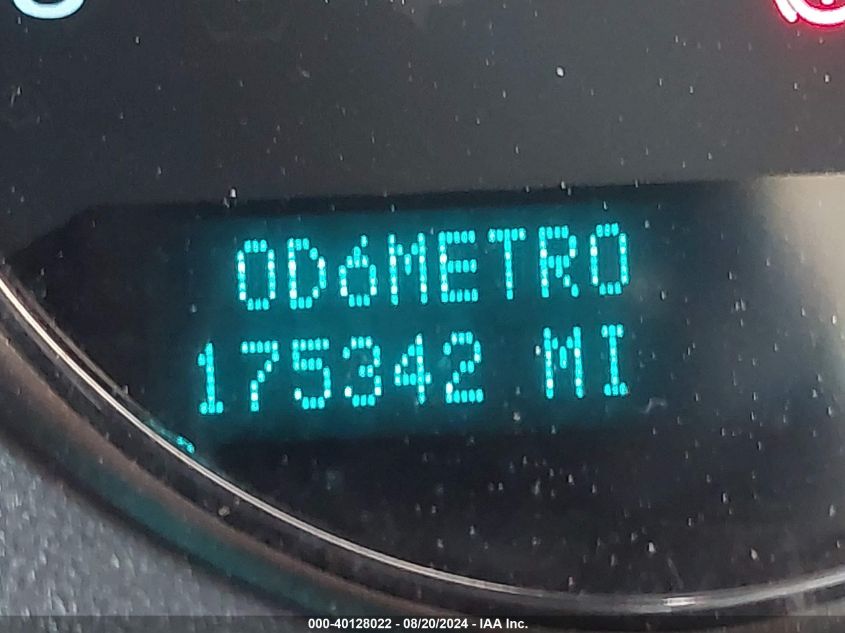 ODóMETRO
175342 MI
000-40128022 - 08/20/2024 - IAA Inc.